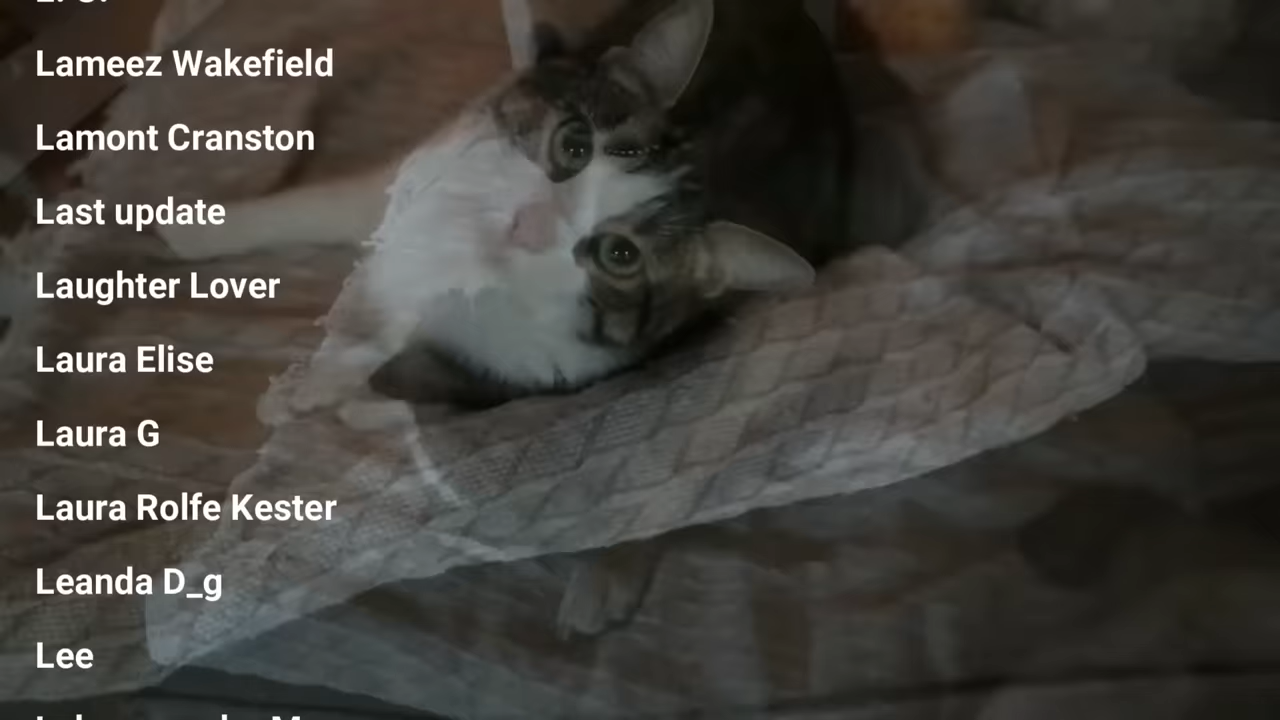 Lameez Wakefield
Lamont Cranston
Last update
Laughter Lover
Laura Elise
Laura G
Laura Rolfe Kester
Leanda D_g
Lee